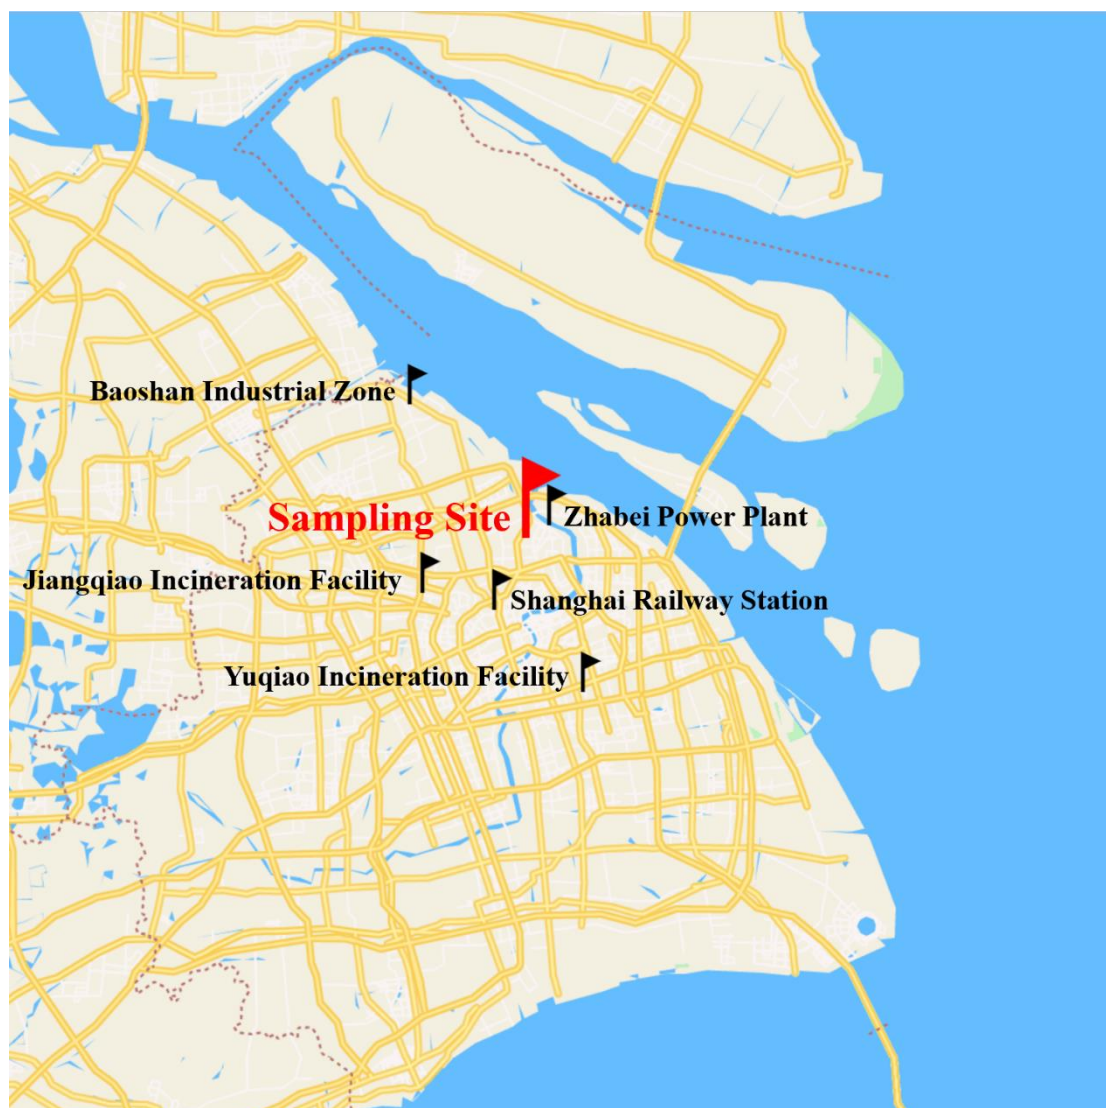 Baoshan Industrial Zone
Sampling Site
Zhabei Power Plant
Jiangqiao Incineration Facility
Shanghai Railway Station
Yuqiao Incineration Facility